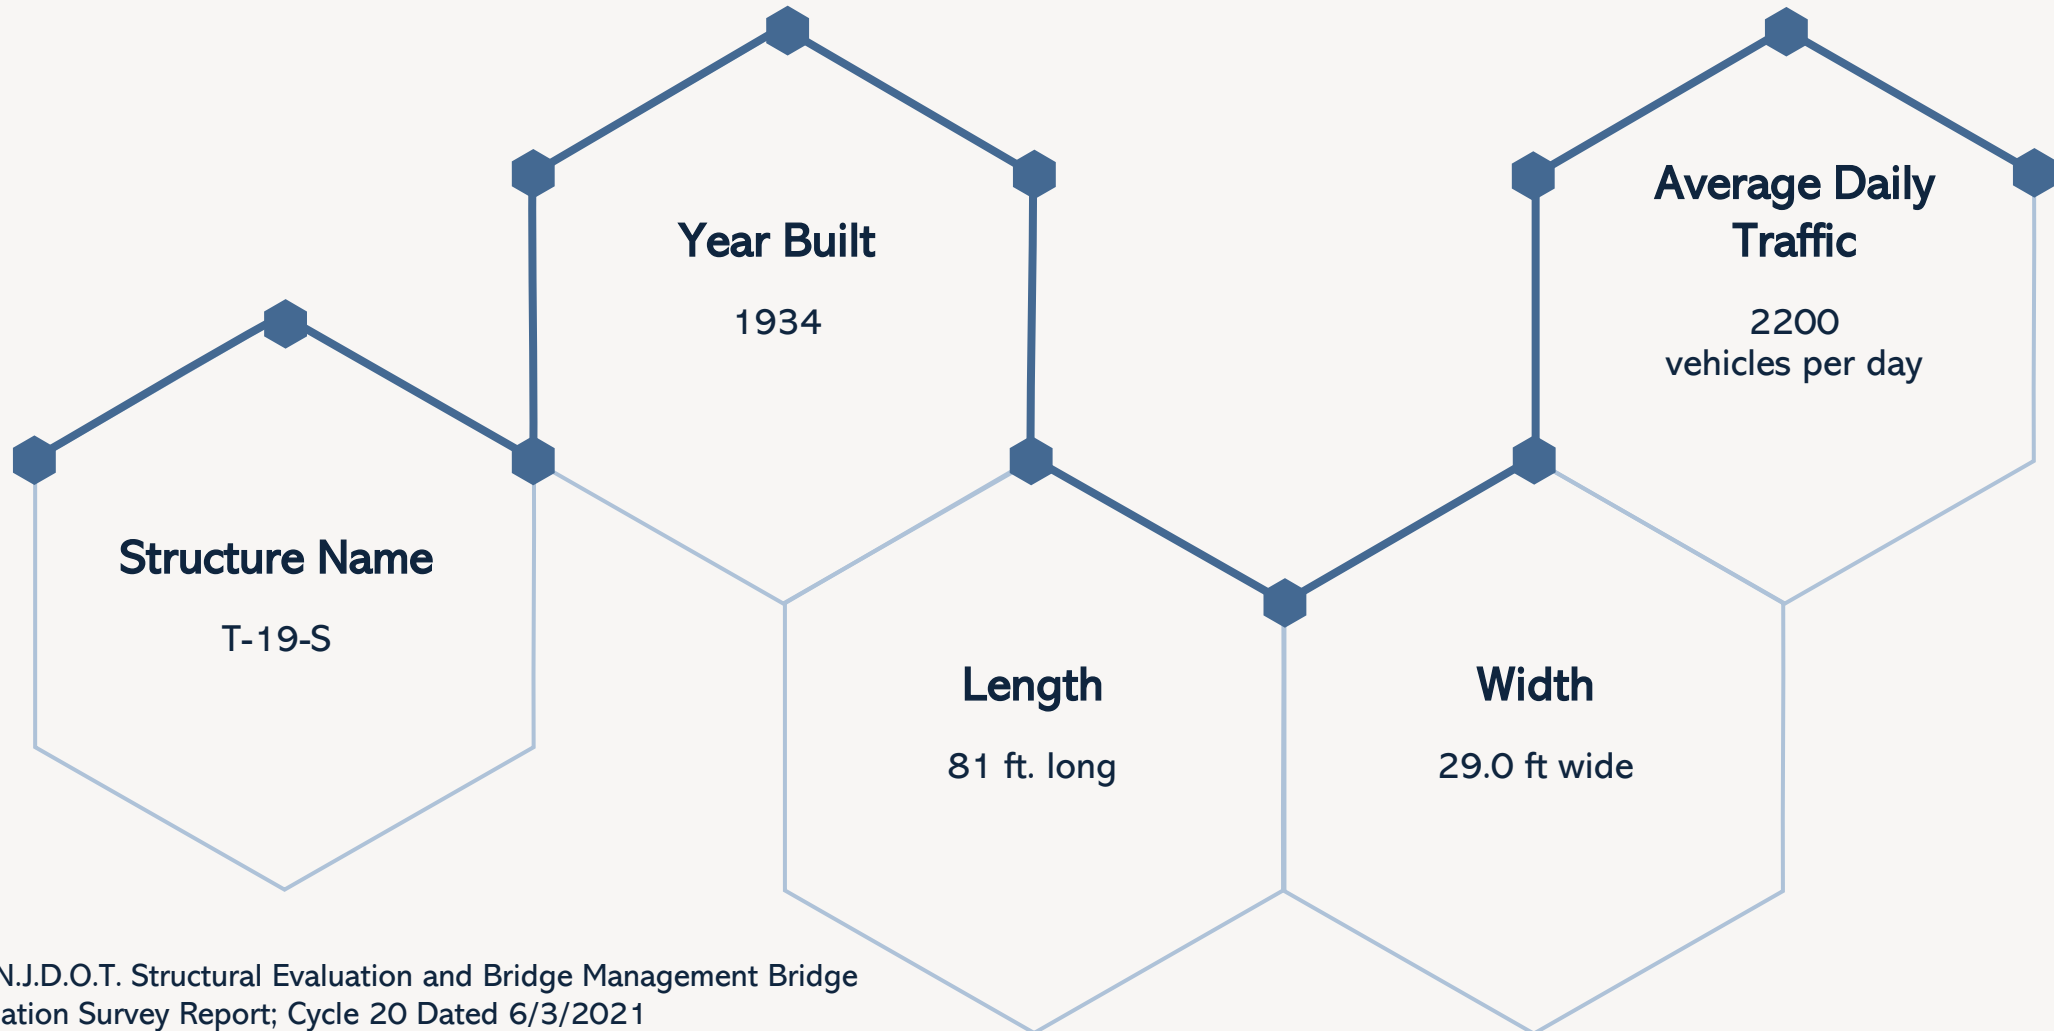 Structure Name
T-19-S
Year Built
1934
Length
81 ft. long
Width
29.0 ft wide
Average Daily
Traffic
2200
vehicles per day
N.J.D.O.T. Structural Evaluation and Bridge Management Bridge
Survey Report; Cycle 20 Dated 6/3/2021